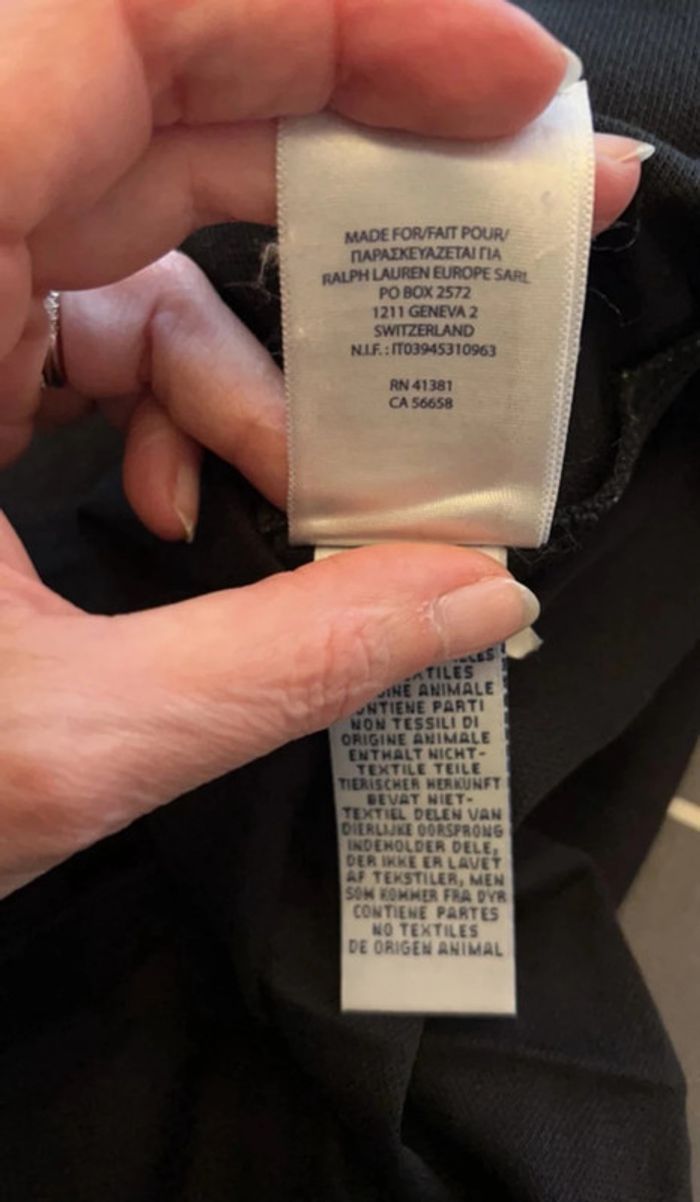 MADE FOR/FAIT POUR/
ΠΑΡΑΣΚΕΥΑΖΕΤΑΙ ΓΙΑ
RALPH LAUREN EUROPE SARL
PO BOX 2572
1211 GENEVA 2
SWITZERLAND
N.I.F. : IT03945310963
RN 41381
CA 56658
ANIMALE
PARTI
NON TESSILI DI
ORIGINE ANIMALE
ENTHALT NICHT-
TEXTILE TEILE
TIERISCHER HERKUNFT
BEVAT NIET-
TEXTIEL DELEN VAN
DIERLIJKE OORSPRONG
INDEHOLDER DELE,
DER IKKE ER LAVET
AF TEKSTILER, MEN
SOM KOMMER FRA DYR
CONTIENE PARTES
NO TEXTILES
DE ORIGEN ANIMAL